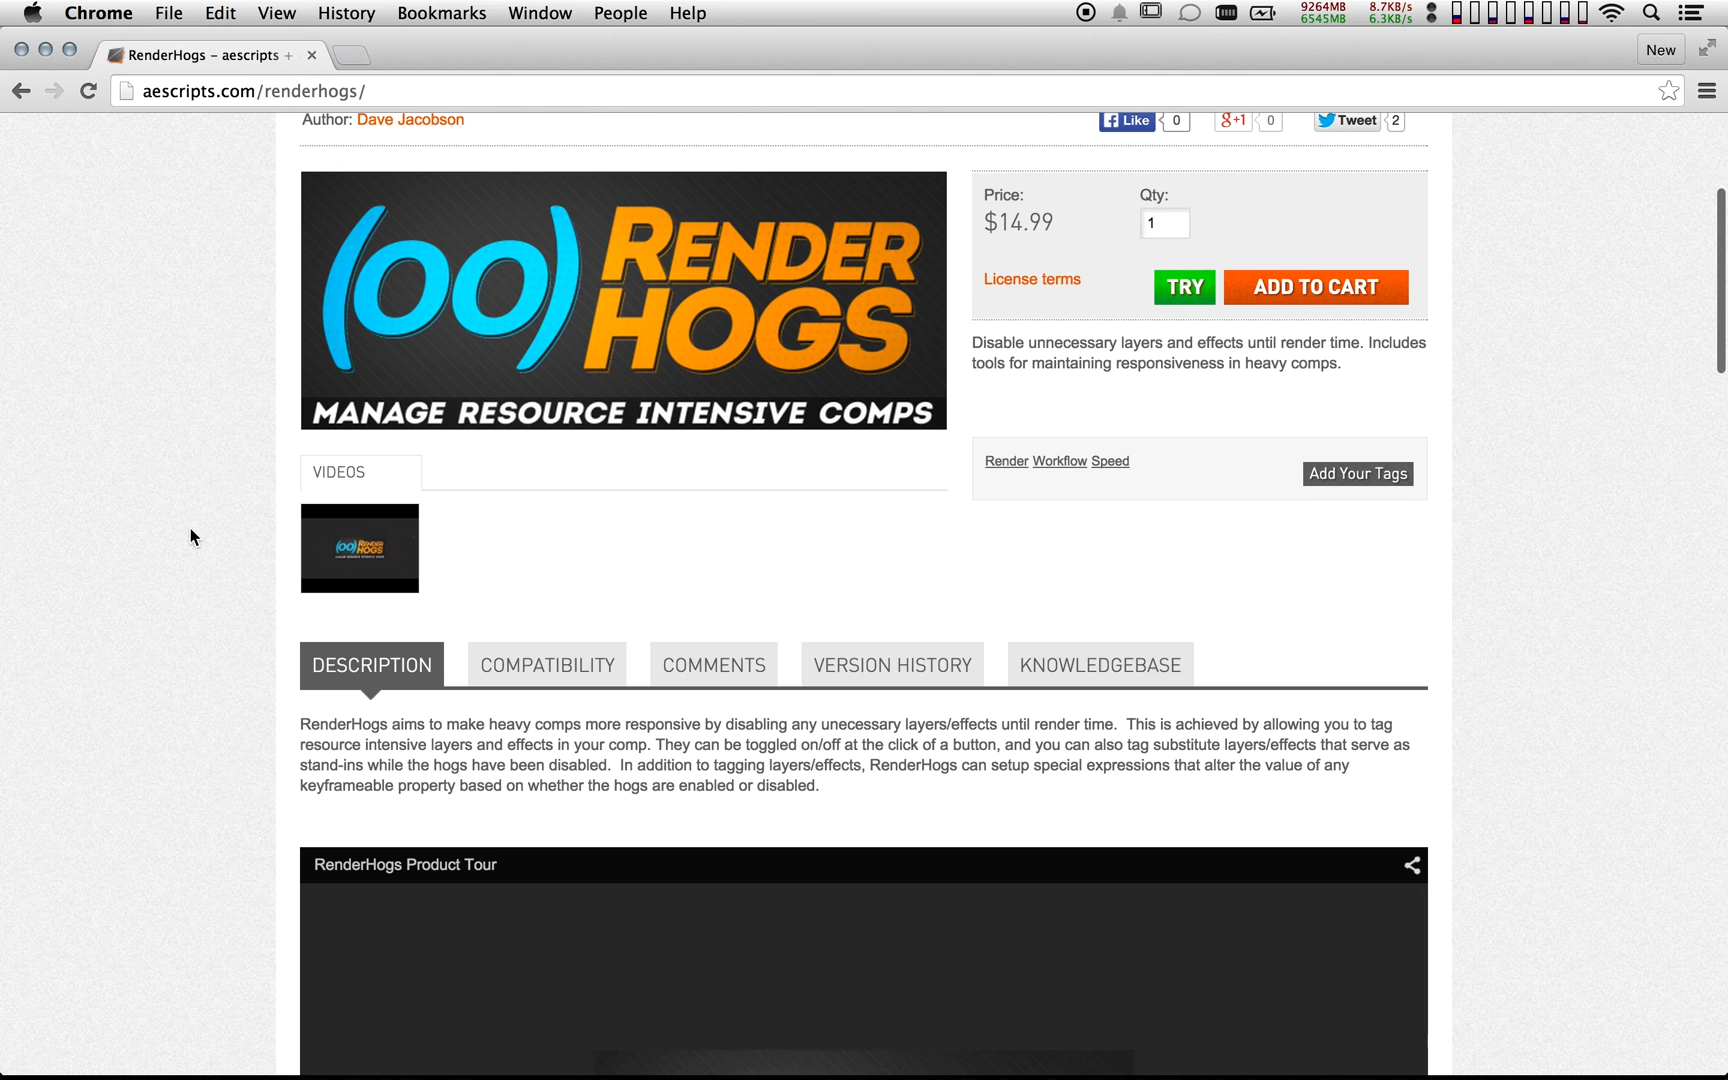 Chrome File Edit View History Bookmarks Window People Help
9264MB 8.7KB/s
6545MB 6.3KB/s
RenderHogs – aescripts +
New
aescripts.com/renderhogs/
Author: Dave Jacobson
Like 0 g+1 0 Tweet 2
(OO) RENDER
HOGS
MANAGE RESOURCE INTENSIVE COMPS
Price: Qty:
$14.99 1
License terms TRY ADD TO CART
Disable unnecessary layers and effects until render time. Includes
tools for maintaining responsiveness in heavy comps.
Render Workflow Speed
Add Your Tags
VIDEOS
(OO) RENDER
HOGS
DESCRIPTION COMPATIBILITY COMMENTS VERSION HISTORY KNOWLEDGEBASE
RenderHogs aims to make heavy comps more responsive by disabling any unecessary layers/effects until render time. This is achieved by allowing you to tag
resource intensive layers and effects in your comp. They can be toggled on/off at the click of a button, and you can also tag substitute layers/effects that serve as
stand-ins while the hogs have been disabled. In addition to tagging layers/effects, RenderHogs can setup special expressions that alter the value of any
keyframeable property based on whether the hogs are enabled or disabled.
RenderHogs Product Tour